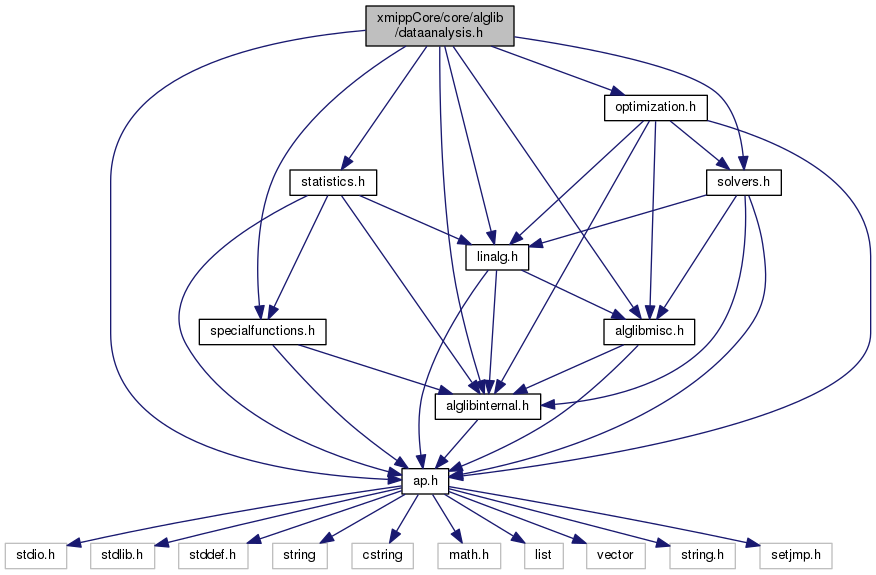 xmippCore/core/alglib
/dataanalysis.h
optimization.h
statistics.h
solvers.h
linalg.h
specialfunctions.h
alglibmisc.h
alglibinternal.h
ap.h
stdio.h
stdlib.h
stddef.h
string
cstring
math.h
list
vector
string.h
setjmp.h